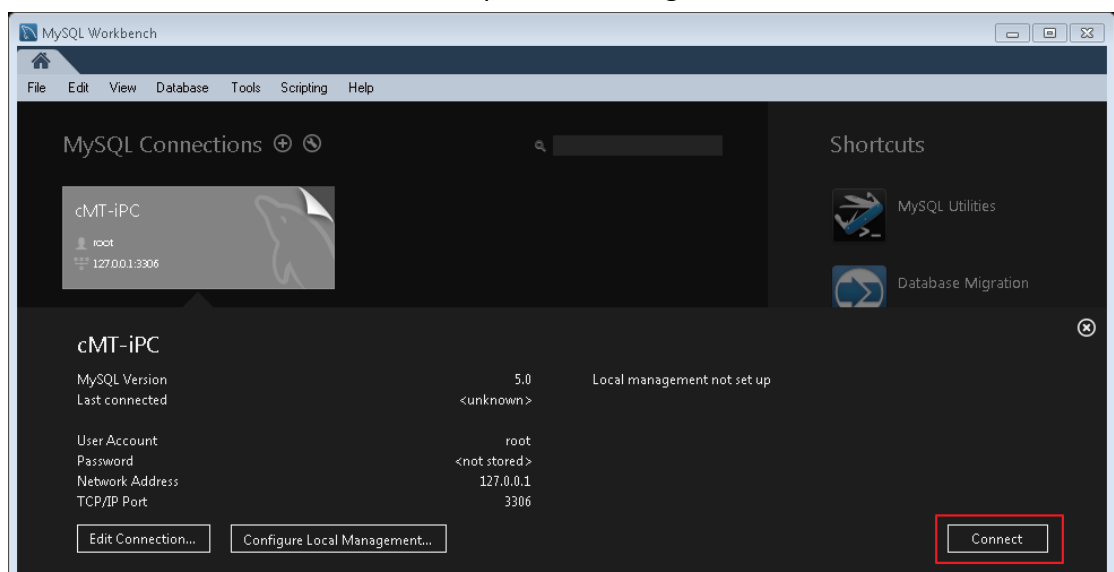 MySQL Workbench
File Edit View Database Tools Scripting Help
MySQL Connections
Shortcuts
cMT-iPC
root
127.0.0.1:3306
MySQL Utilities
Database Migration
cMT-iPC
MySQL Version 5.0 Local management not set up
Last connected <unknown>
User Account root
Password <not stored>
Network Address 127.0.0.1
TCP/IP Port 3306
Edit Connection... Configure Local Management... Connect